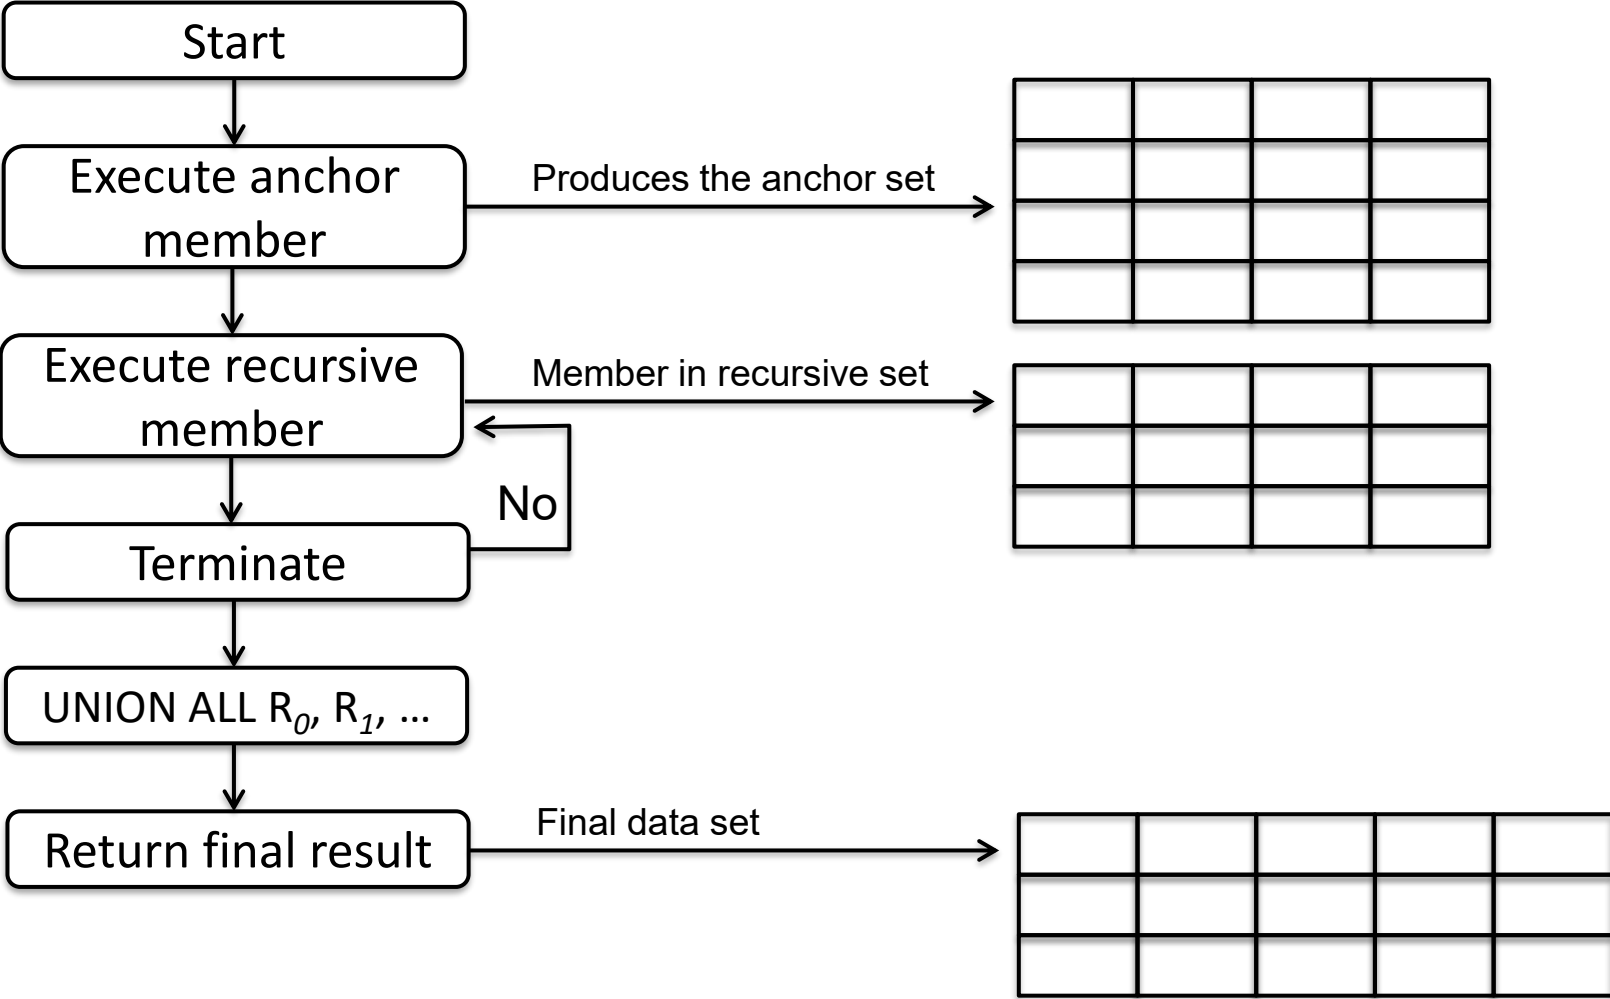 Start
Execute anchor
member
Produces the anchor set
Execute recursive
member
Member in recursive set
No
Terminate
UNION ALL R0, R1, ...
Return final result
Final data set